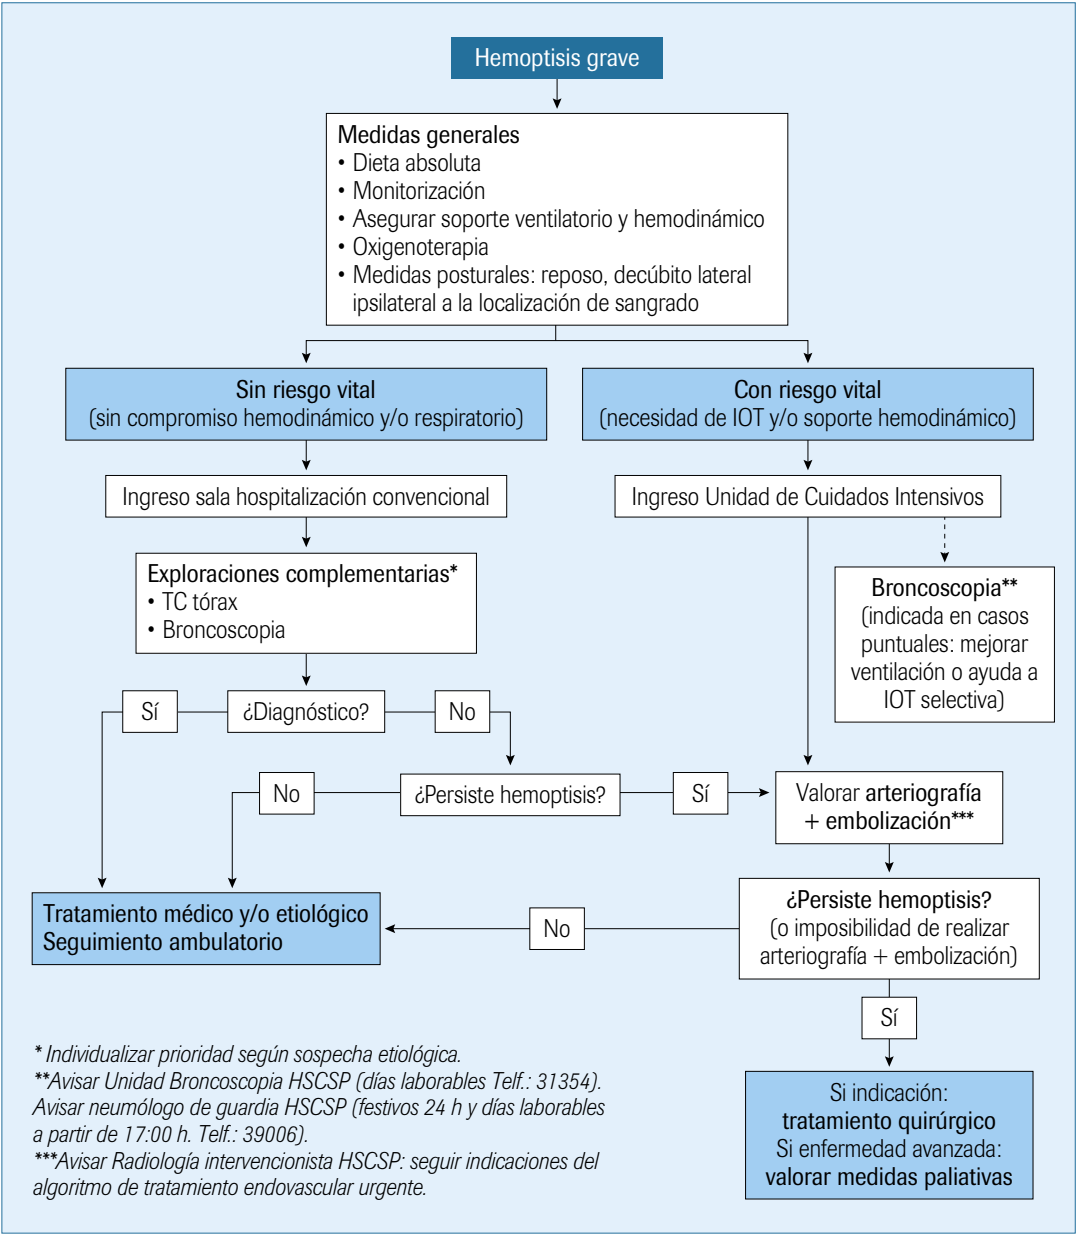 Hemoptisis grave
Medidas generales
• Dieta absoluta
• Monitorización
• Asegurar soporte ventilatorio y hemodinámico
• Oxigenoterapia
• Medidas posturales: reposo, decúbito lateral
ipsilateral a la localización de sangrado
Sin riesgo vital
(sin compromiso hemodinámico y/o respiratorio)
Con riesgo vital
(necesidad de IOT y/o soporte hemodinámico)
Ingreso sala hospitalización convencional
Ingreso Unidad de Cuidados Intensivos
Exploraciones complementarias*
• TC tórax
• Broncoscopia
Broncoscopia**
(indicada en casos
puntuales: mejorar
ventilación o ayuda a
IOT selectiva)
Sí
¿Diagnóstico?
No
No
¿Persiste hemoptisis?
Sí
Valorar arteriografía
+ embolización***
Tratamiento médico y/o etiológico
Seguimiento ambulatorio
No
¿Persiste hemoptisis?
(o imposibilidad de realizar
arteriografía + embolización)
Sí
Si indicación:
tratamiento quirúrgico
Si enfermedad avanzada:
valorar medidas paliativas
* Individualizar prioridad según sospecha etiológica.
**Avisar Unidad Broncoscopia HSCSP (días laborables Telf.: 31354).
Avisar neumólogo de guardia HSCSP (festivos 24 h y días laborables
a partir de 17:00 h. Telf.: 39006).
***Avisar Radiología intervencionista HSCSP: seguir indicaciones del
algoritmo de tratamiento endovascular urgente.